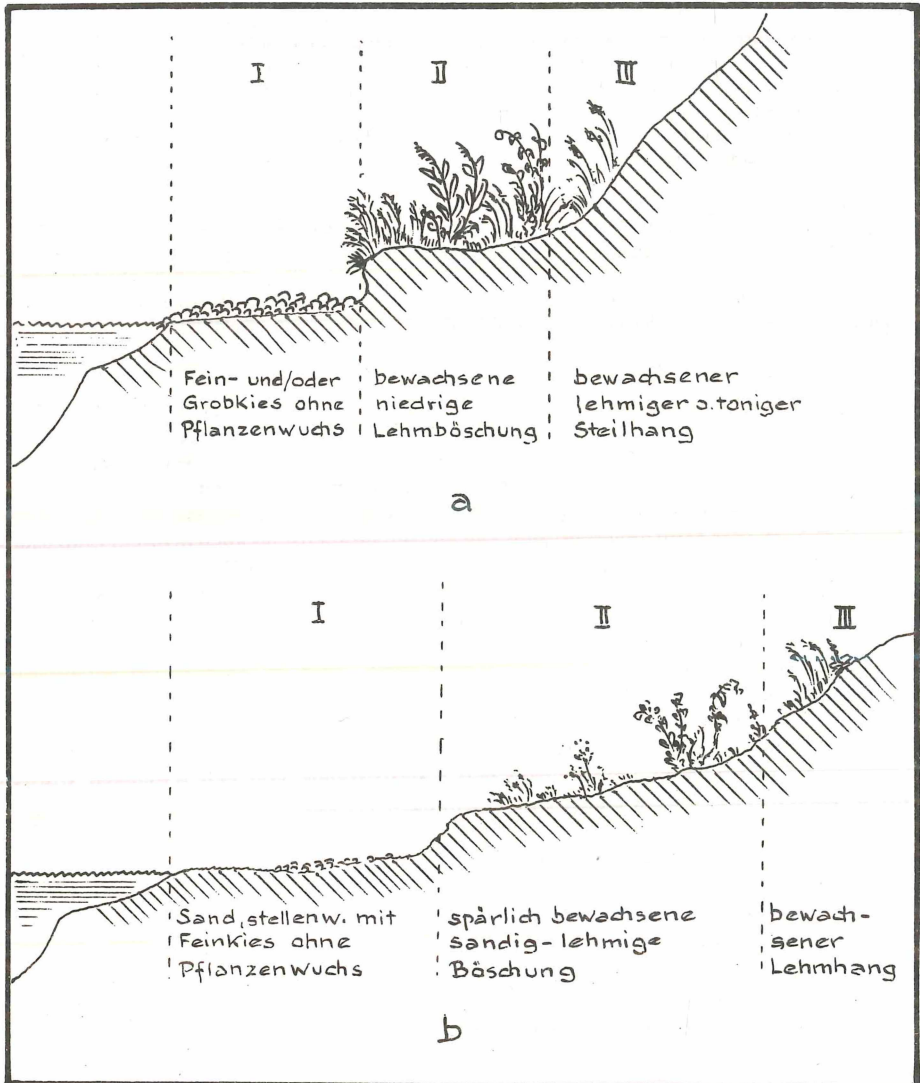 I II III
Fein- und/oder
Grobkies ohne
Pflanzenwuchs
bewachsene
niedrige
Lehmböschung
bewachsener
lehmiger o. toniger
Steilhang
a
I II III
Sand, stellenw. mit
Feinkies ohne
Pflanzenwuchs
spärlich bewachsene
sandig-lehmige
Böschung
bewach-
sener
Lehmhang
b